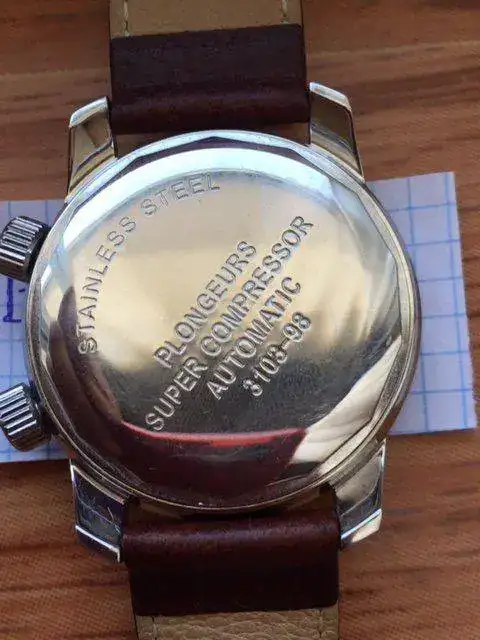 STAINLESS STEEL
PLONGEURS
SUPER COMPRESSOR
AUTOMATIC
3103-98